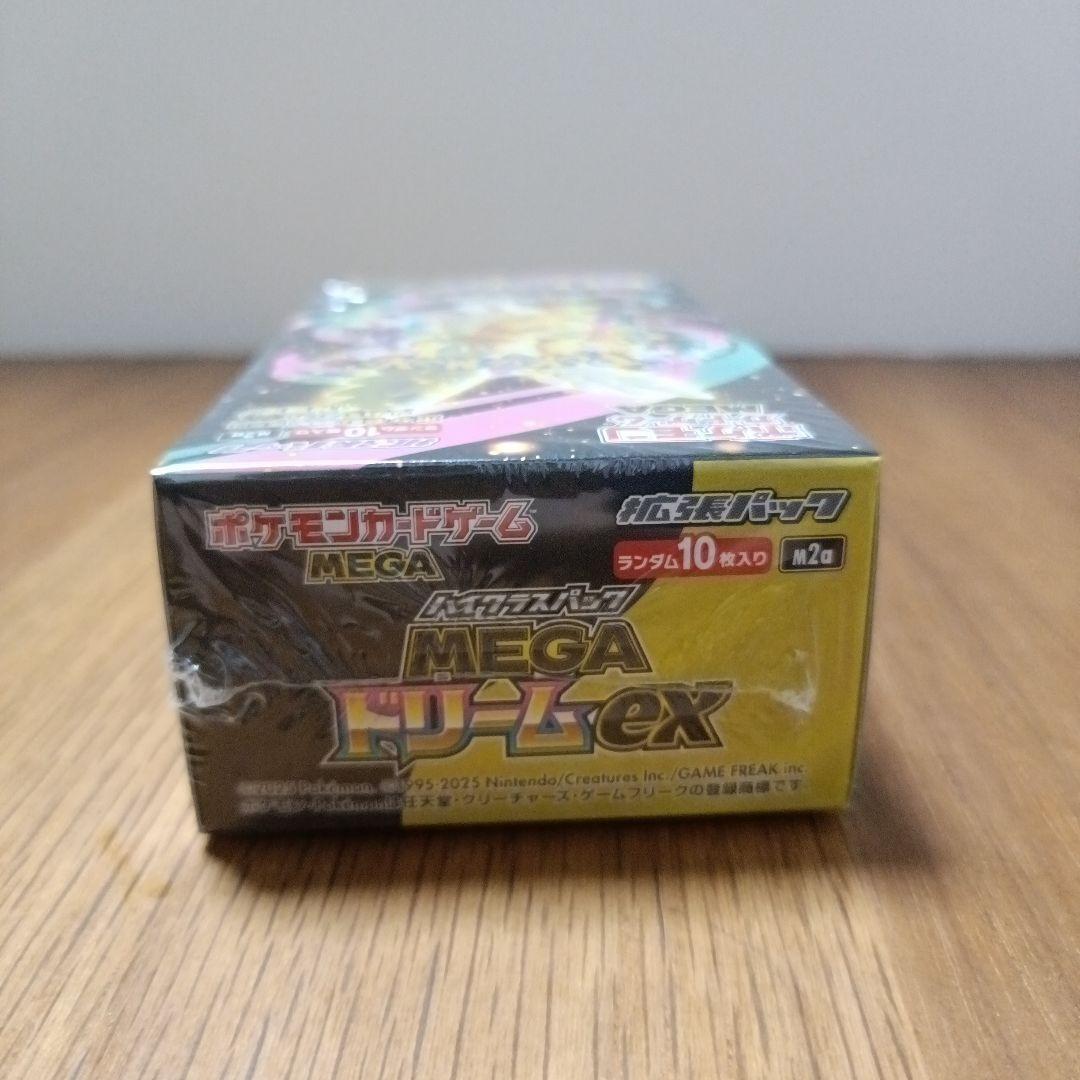 ポケモンカードゲーム
MEGA
拡張パック
ランダム10枚入り M2a
ハイクラスパック
MEGA
ドリームex
©2025 Pokémon. ©1995-2025 Nintendo/Creatures Inc./GAME FREAK inc.
任天堂・クリーチャーズ・ゲームフリークの登録商標です